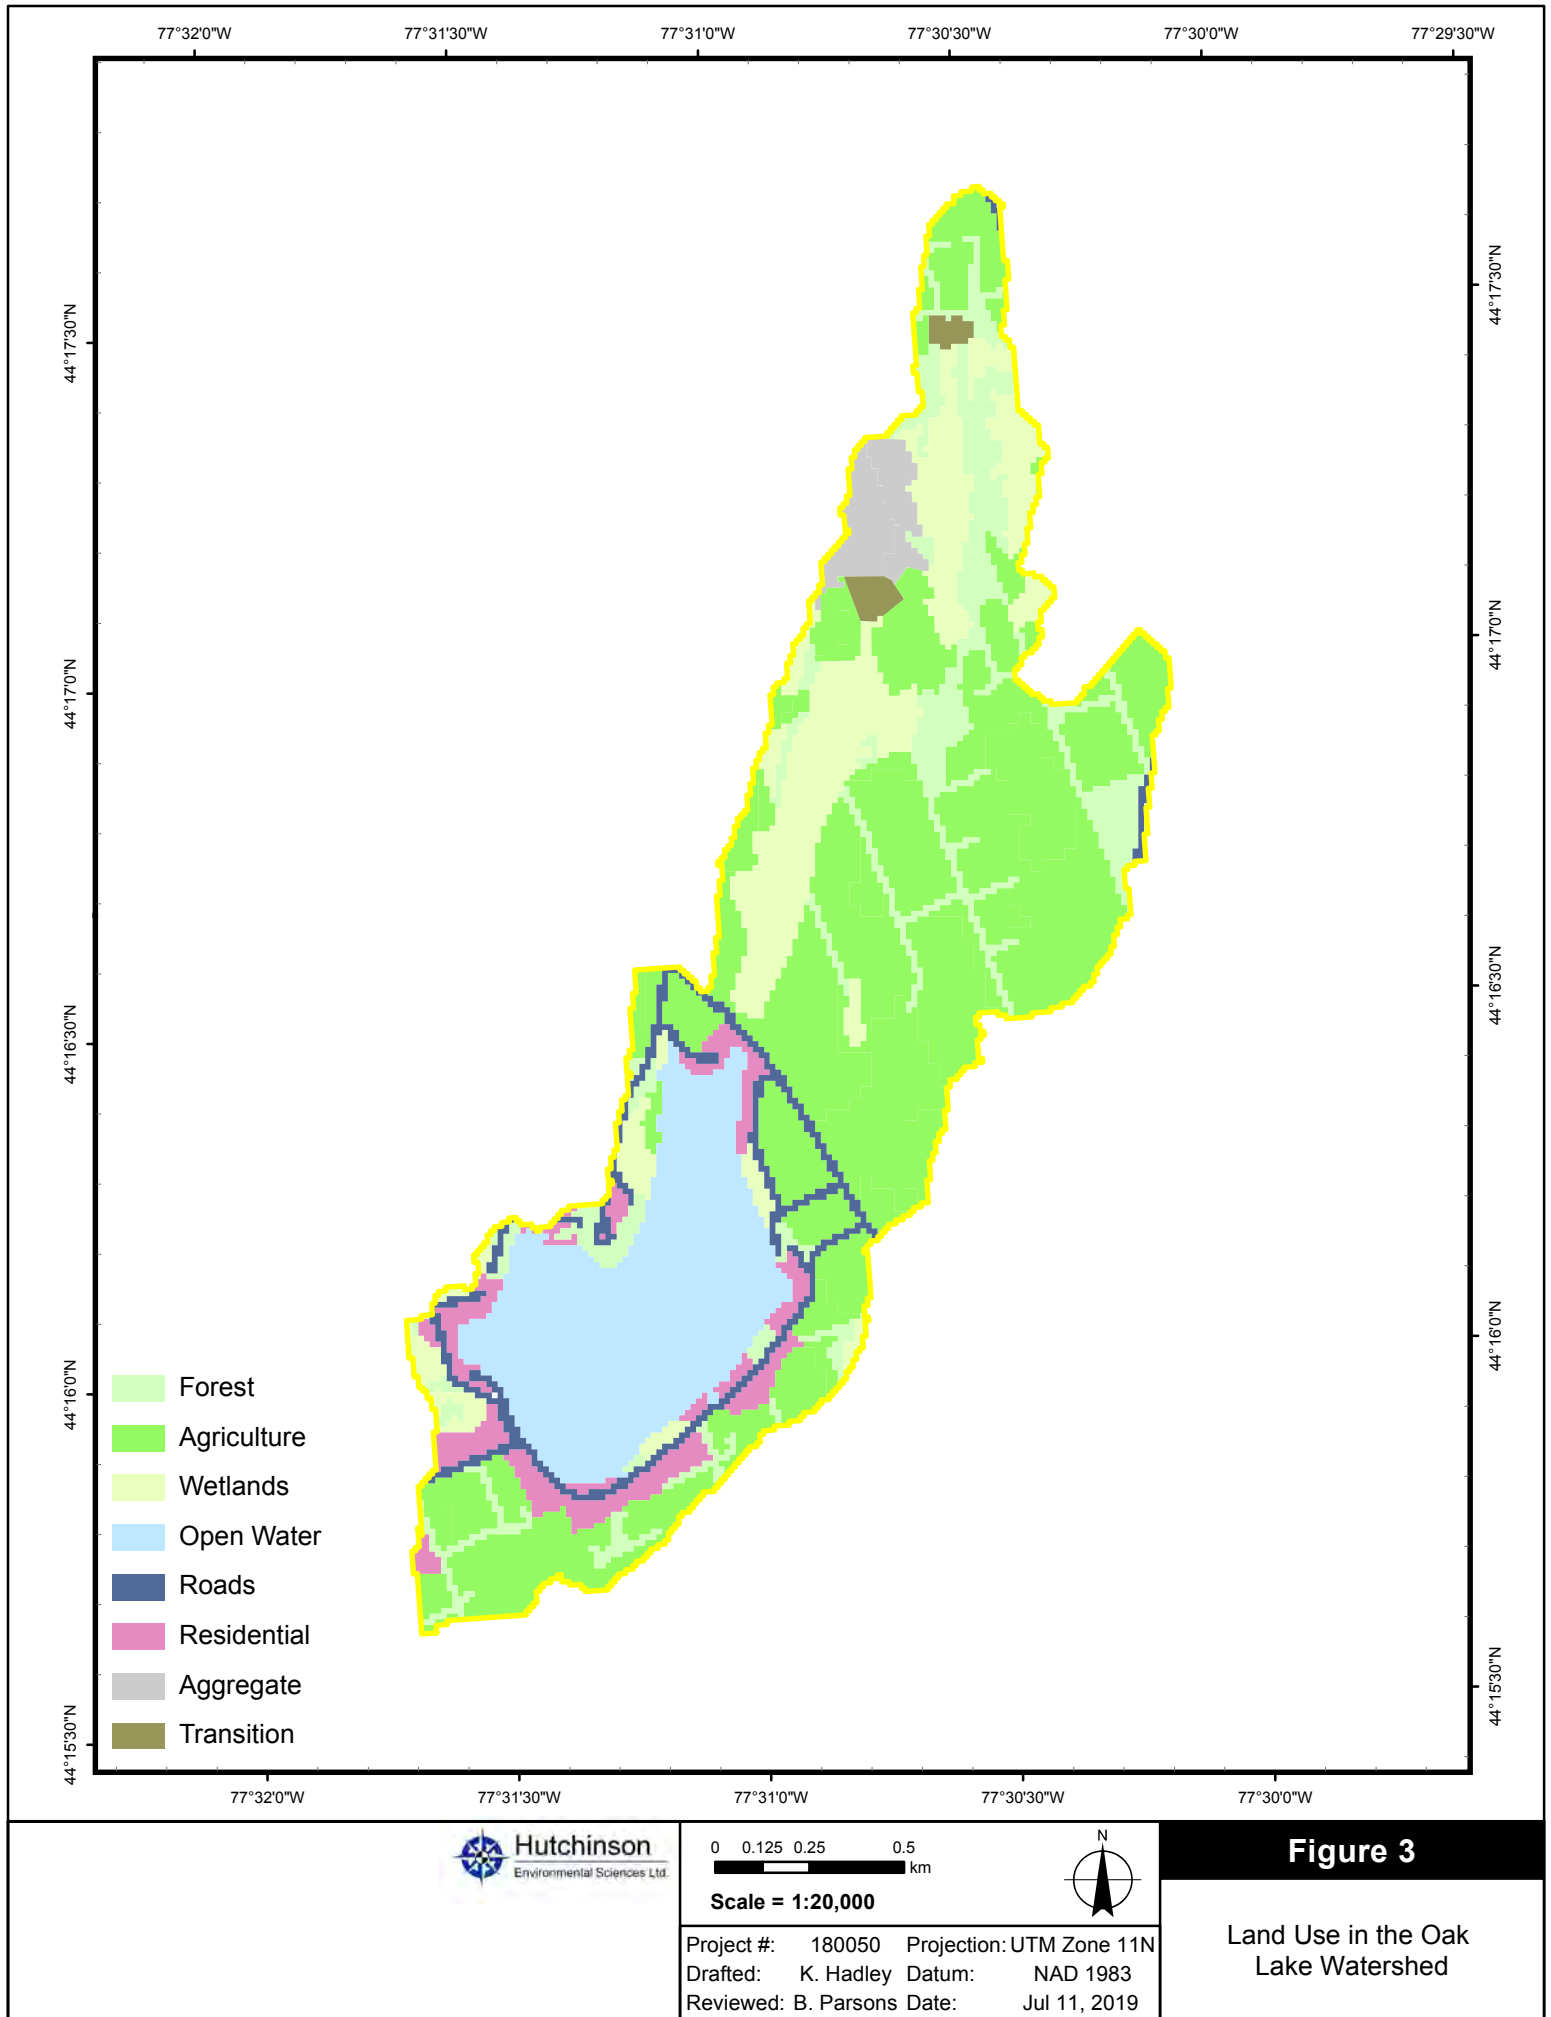 77°32'0"W 77°31'30"W 77°31'0"W 77°30'30"W 77°30'0"W 77°29'30"W
44°17'30"N
44°17'0"N
44°16'30"N
44°16'0"N
44°15'30"N
44°17'30"N
44°17'0"N
44°16'30"N
44°16'0"N
44°15'30"N
Forest
Agriculture
Wetlands
Open Water
Roads
Residential
Aggregate
Transition
77°32'0"W 77°31'30"W 77°31'0"W 77°30'30"W 77°30'0"W
Hutchinson
Environmental Sciences Ltd.
0 0.125 0.25 0.5
km
Scale = 1:20,000
N
Project #: 180050 Projection: UTM Zone 11N
Drafted: K. Hadley Datum: NAD 1983
Reviewed: B. Parsons Date: Jul 11, 2019
Figure 3
Land Use in the Oak
Lake Watershed